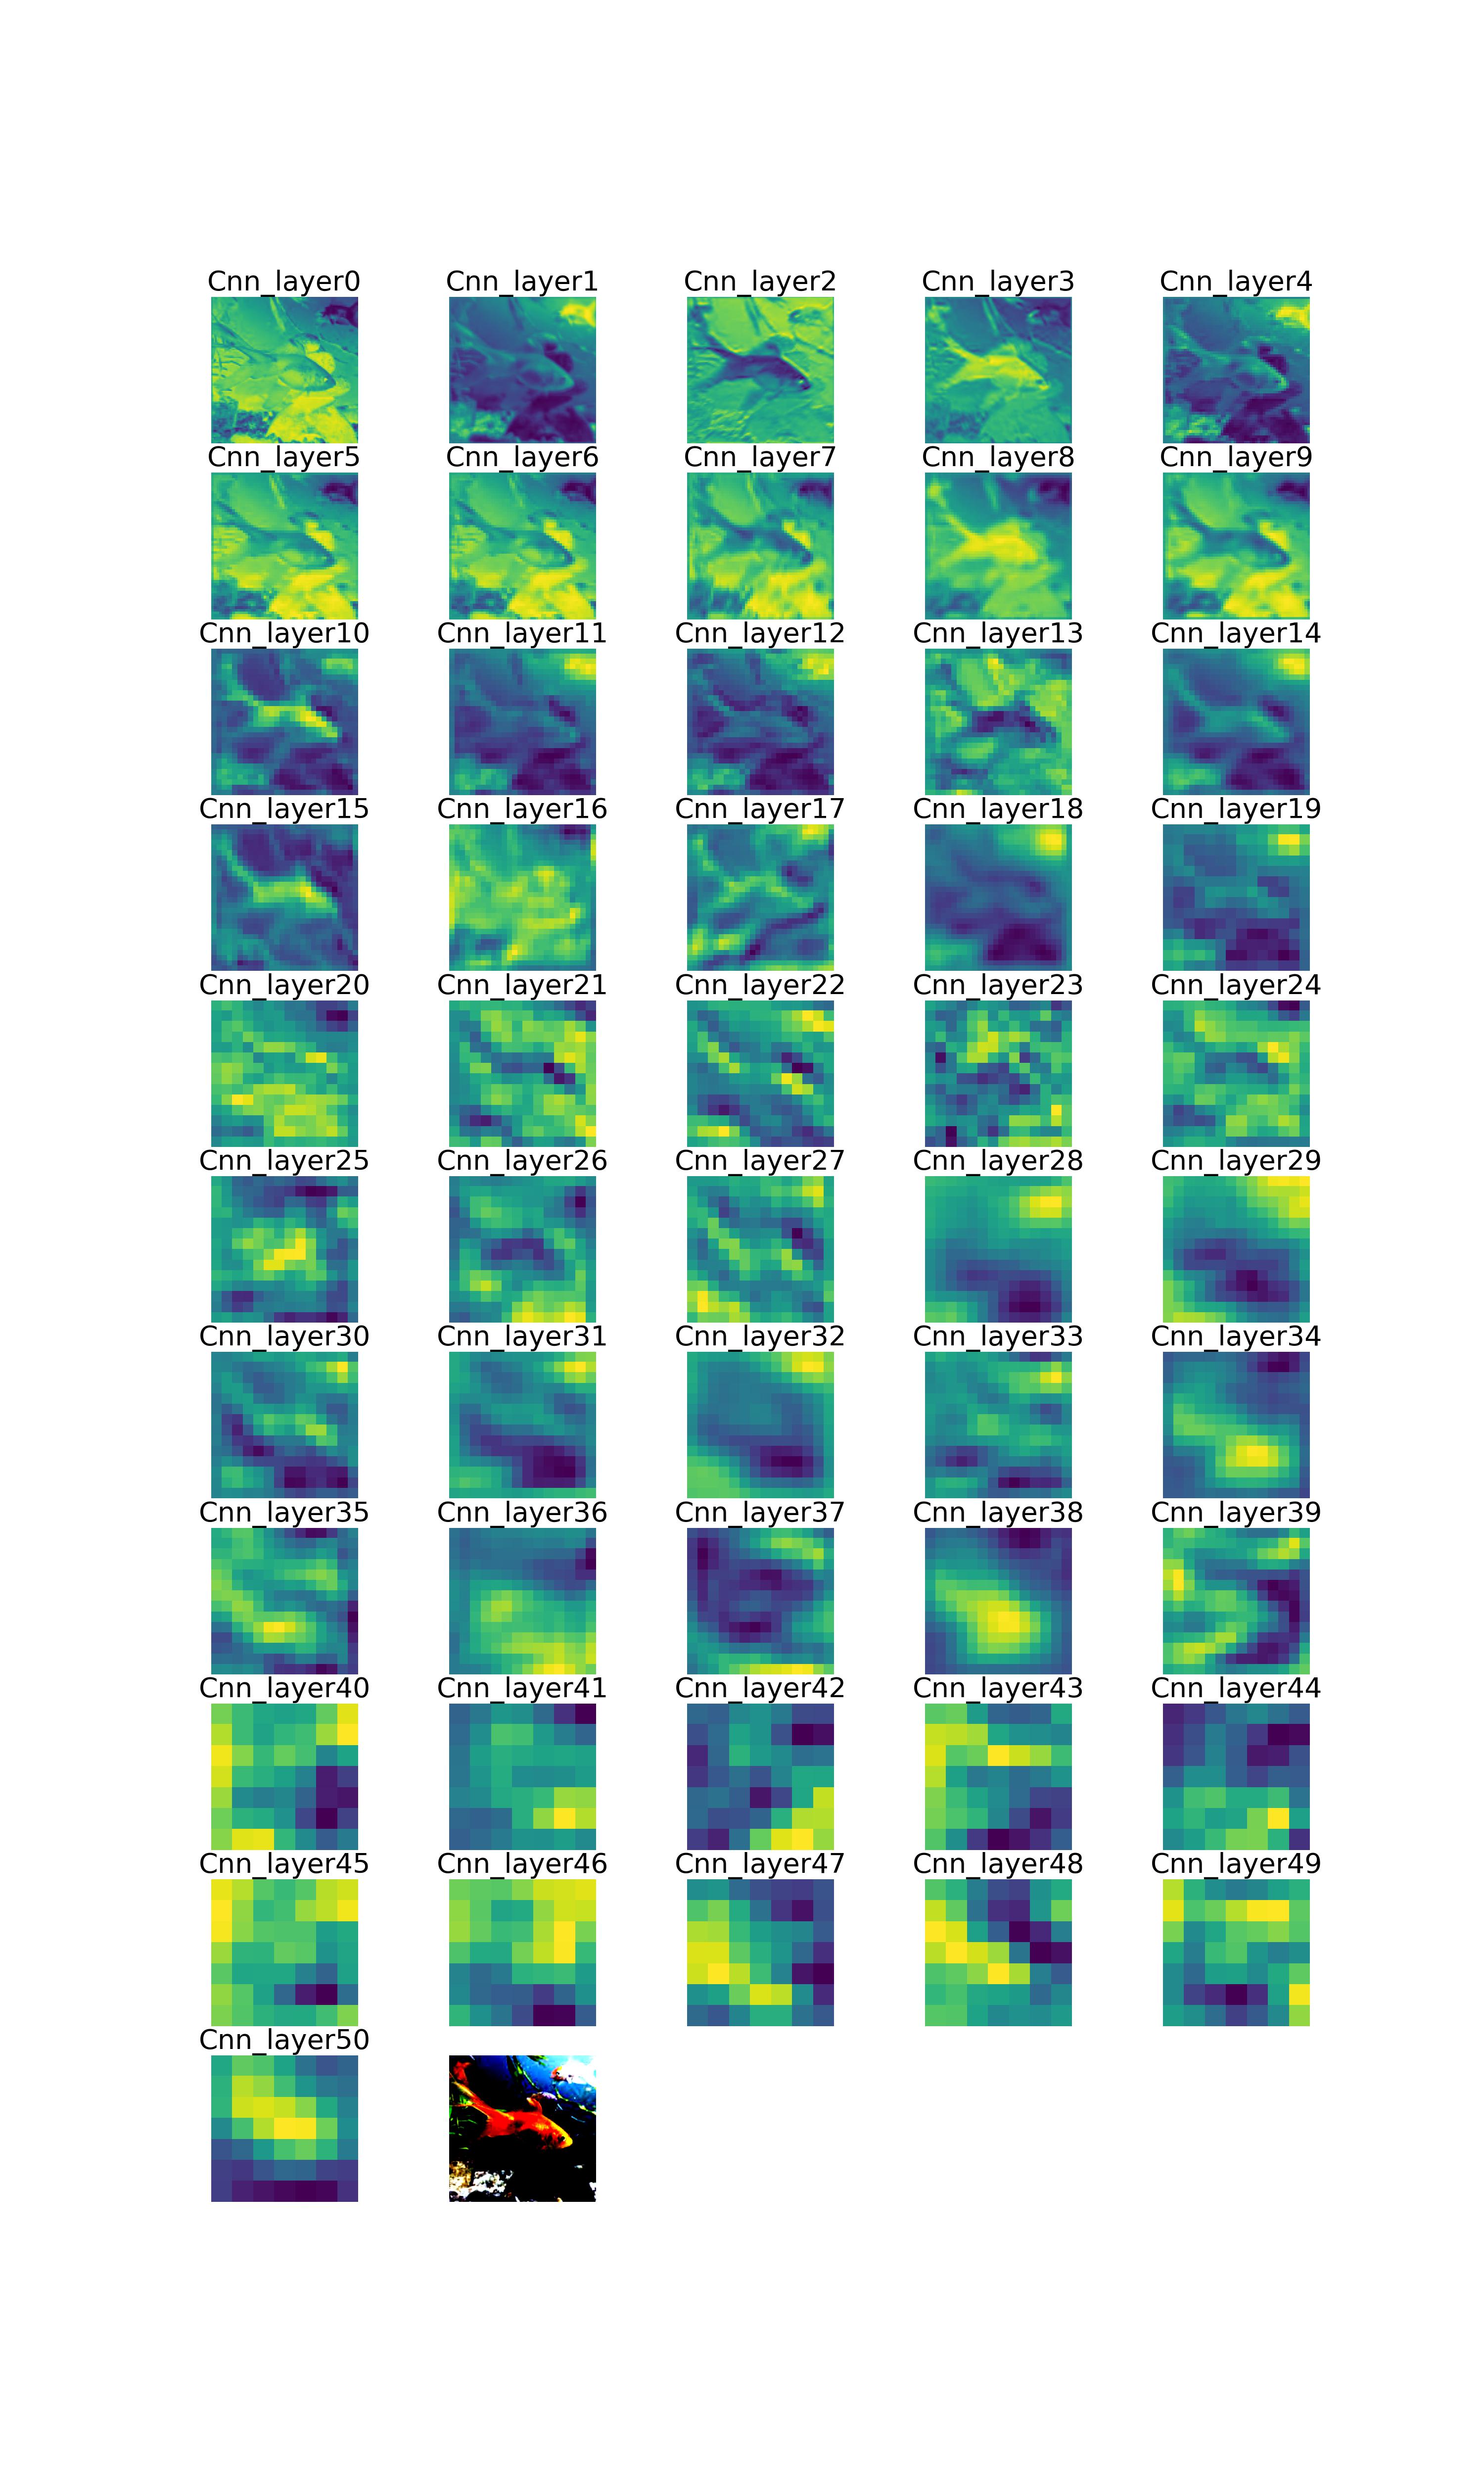 Cnn_layer0 Cnn_layer1 Cnn_layer2 Cnn_layer3 Cnn_layer4
Cnn_layer5 Cnn_layer6 Cnn_layer7 Cnn_layer8 Cnn_layer9
Cnn_layer10 Cnn_layer11 Cnn_layer12 Cnn_layer13 Cnn_layer14
Cnn_layer15 Cnn_layer16 Cnn_layer17 Cnn_layer18 Cnn_layer19
Cnn_layer20 Cnn_layer21 Cnn_layer22 Cnn_layer23 Cnn_layer24
Cnn_layer25 Cnn_layer26 Cnn_layer27 Cnn_layer28 Cnn_layer29
Cnn_layer30 Cnn_layer31 Cnn_layer32 Cnn_layer33 Cnn_layer34
Cnn_layer35 Cnn_layer36 Cnn_layer37 Cnn_layer38 Cnn_layer39
Cnn_layer40 Cnn_layer41 Cnn_layer42 Cnn_layer43 Cnn_layer44
Cnn_layer45 Cnn_layer46 Cnn_layer47 Cnn_layer48 Cnn_layer49
Cnn_layer50